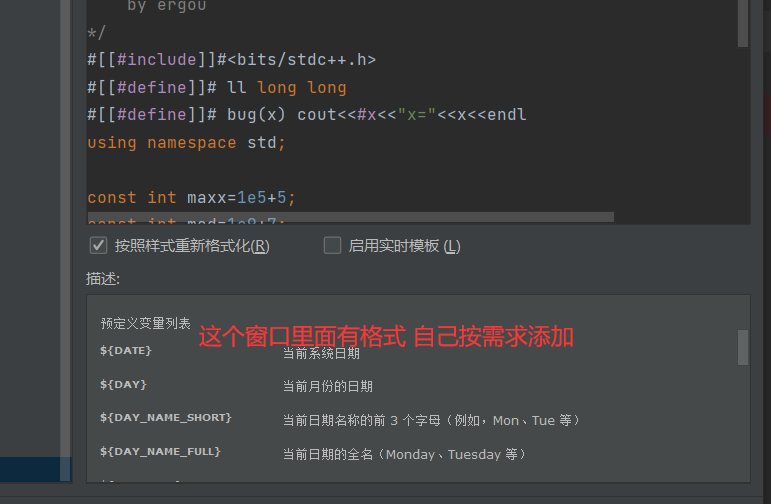 by ergou
*/
#[[#include]]#<bits/stdc++.h>
#[[#define]]# ll long long
#[[#define]]# bug(x) cout<<#x<<"x="<<x<<endl
using namespace std;
const int maxx=1e5+5;
按照样式重新格式化(R)
启用实时模板 (L)
描述:
预定义变量列表
这个窗口里面有格式 自己按需求添加
${DATE} 当前系统日期
${DAY} 当前月份的日期
${DAY_NAME_SHORT} 当前日期名称的前 3 个字母（例如，Mon、Tue 等）
${DAY_NAME_FULL} 当前日期的全名（Monday、Tuesday 等）